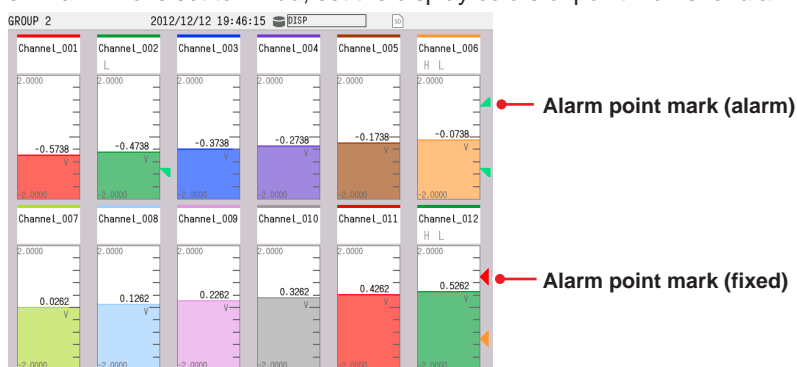 GROUP 2 2012/12/12 19:46:15 DISP SD
Channel_001 Channel_002 Channel_003 Channel_004 Channel_005 Channel_006
L H L
2.0000 2.0000 2.0000 2.0000 2.0000 2.0000
Alarm point mark (alarm)
-0.5738 -0.4738 -0.3738 -0.2738 -0.1738 -0.0738
V V V V V V
-2.0000 -2.0000 -2.0000 -2.0000 -2.0000 -2.0000
Channel_007 Channel_008 Channel_009 Channel_010 Channel_011 Channel_012
H L
2.0000 2.0000 2.0000 2.0000 2.0000 2.0000
Alarm point mark (fixed)
0.0262 0.1262 0.2262 0.3262 0.4262 0.5262
V V V V V V
-2.0000 -2.0000 -2.0000 -2.0000 -2.0000 -2.0000